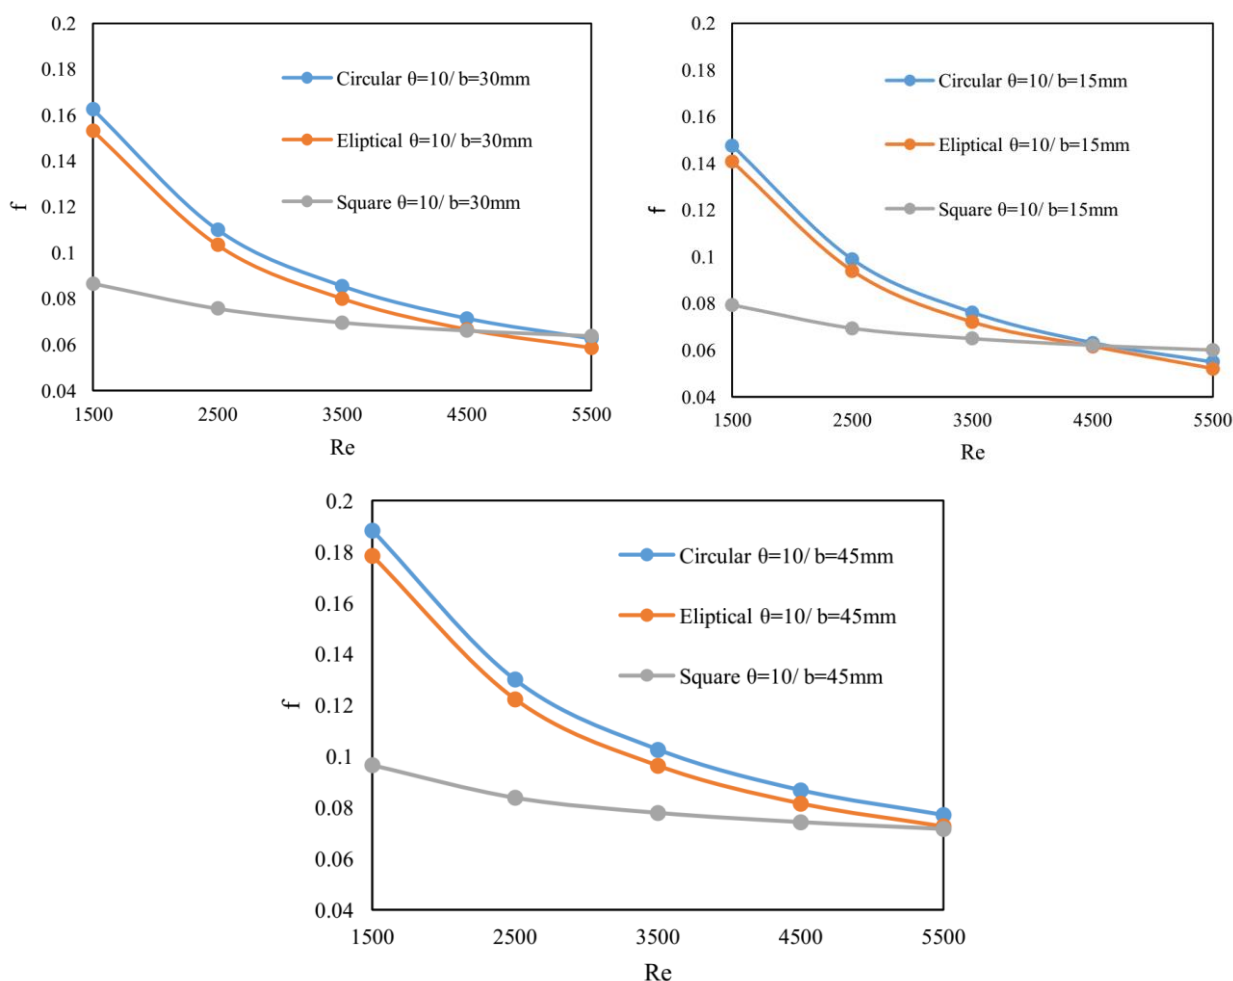 0.2
0.18
0.16
0.14
0.12
0.1
0.08
0.06
0.04
f
1500 2500 3500 4500 5500
Re
Circular θ=10/ b=30mm
Eliptical θ=10/ b=30mm
Square θ=10/ b=30mm
0.2
0.18
0.16
0.14
0.12
0.1
0.08
0.06
0.04
f
1500 2500 3500 4500 5500
Re
Circular θ=10/ b=15mm
Eliptical θ=10/ b=15mm
Square θ=10/ b=15mm
0.2
0.18
0.16
0.14
0.12
0.1
0.08
0.06
0.04
f
1500 2500 3500 4500 5500
Re
Circular θ=10/ b=45mm
Eliptical θ=10/ b=45mm
Square θ=10/ b=45mm